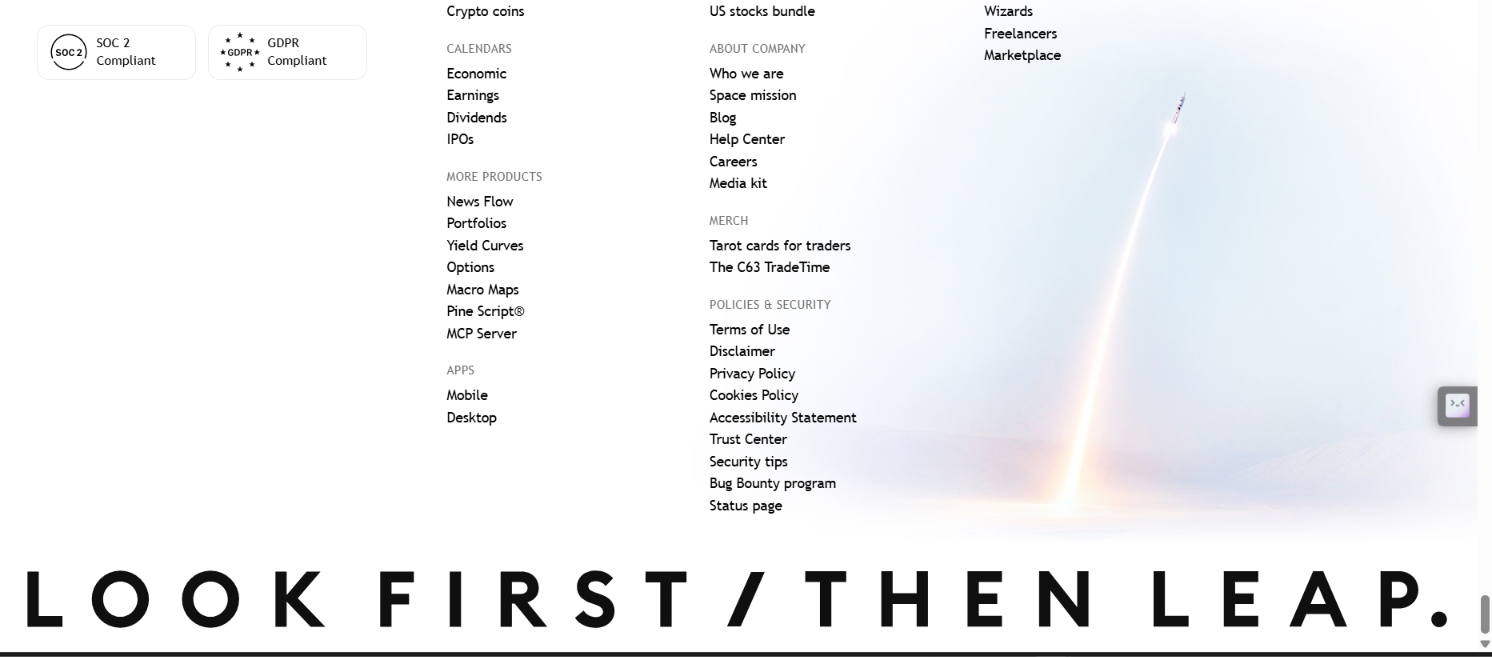 SOC 2
SOC 2
Compliant
GDPR
GDPR
Compliant
Crypto coins
CALENDARS
Economic
Earnings
Dividends
IPOs
MORE PRODUCTS
News Flow
Portfolios
Yield Curves
Options
Macro Maps
Pine Script®
MCP Server
APPS
Mobile
Desktop
US stocks bundle
ABOUT COMPANY
Who we are
Space mission
Blog
Help Center
Careers
Media kit
MERCH
Tarot cards for traders
The C63 TradeTime
POLICIES & SECURITY
Terms of Use
Disclaimer
Privacy Policy
Cookies Policy
Accessibility Statement
Trust Center
Security tips
Bug Bounty program
Status page
Wizards
Freelancers
Marketplace
LOOK FIRST / THEN LEAP.